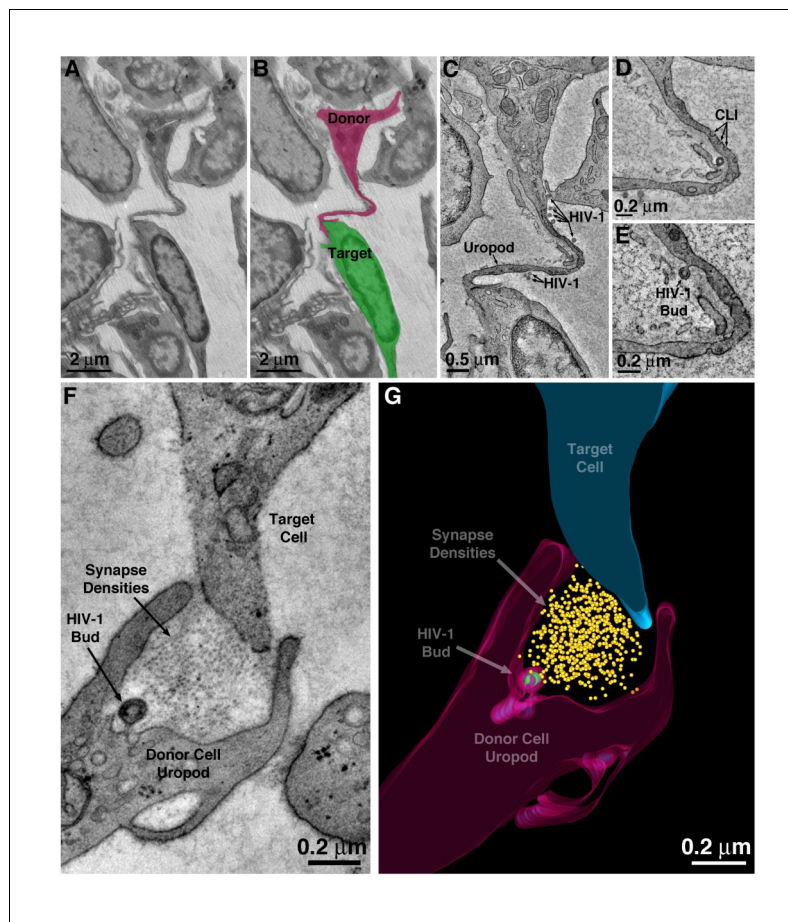 A
2 μm
B
Donor
Target
2 μm
C
HIV-1
Uropod
HIV-1
0.5 μm
D
CLI
0.2 μm
E
HIV-1
Bud
0.2 μm
F
Target
Cell
Synapse
Densities
HIV-1
Bud
Donor Cell
Uropod
0.2 μm
G
Target
Cell
Synapse
Densities
HIV-1
Bud
Donor Cell
Uropod
0.2 μm